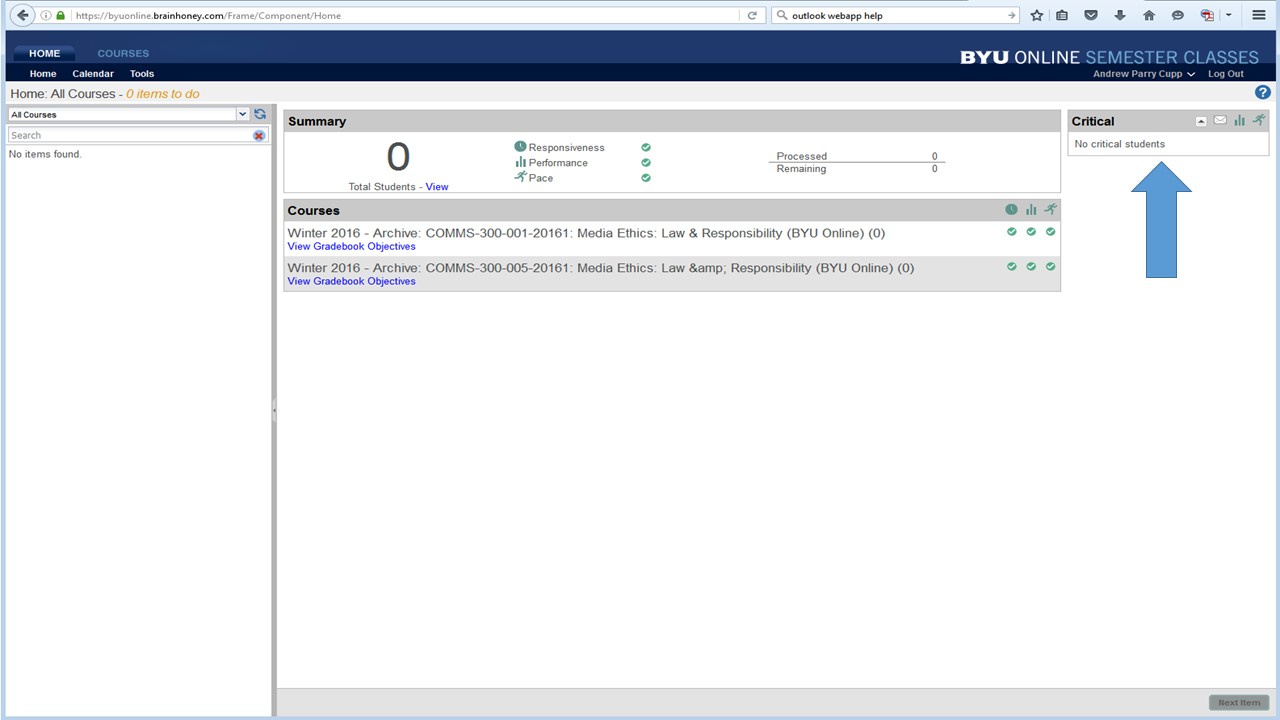 https://byuonline.brainhoney.com/Frame/Component/Home
outlook webapp help
HOME COURSES
BYU ONLINE SEMESTER CLASSES
Home Calendar Tools
Andrew Parry Cupp Log Out
Home: All Courses - 0 items to do
?
All Courses
Search
No items found.
Summary
0
Total Students - View
Responsiveness
Performance
Pace
Processed 0
Remaining 0
Critical
No critical students
Courses
Winter 2016 - Archive: COMMS-300-001-20161: Media Ethics: Law & Responsibility (BYU Online) (0)
View Gradebook Objectives
Winter 2016 - Archive: COMMS-300-005-20161: Media Ethics: Law &amp; Responsibility (BYU Online) (0)
View Gradebook Objectives
Next Item